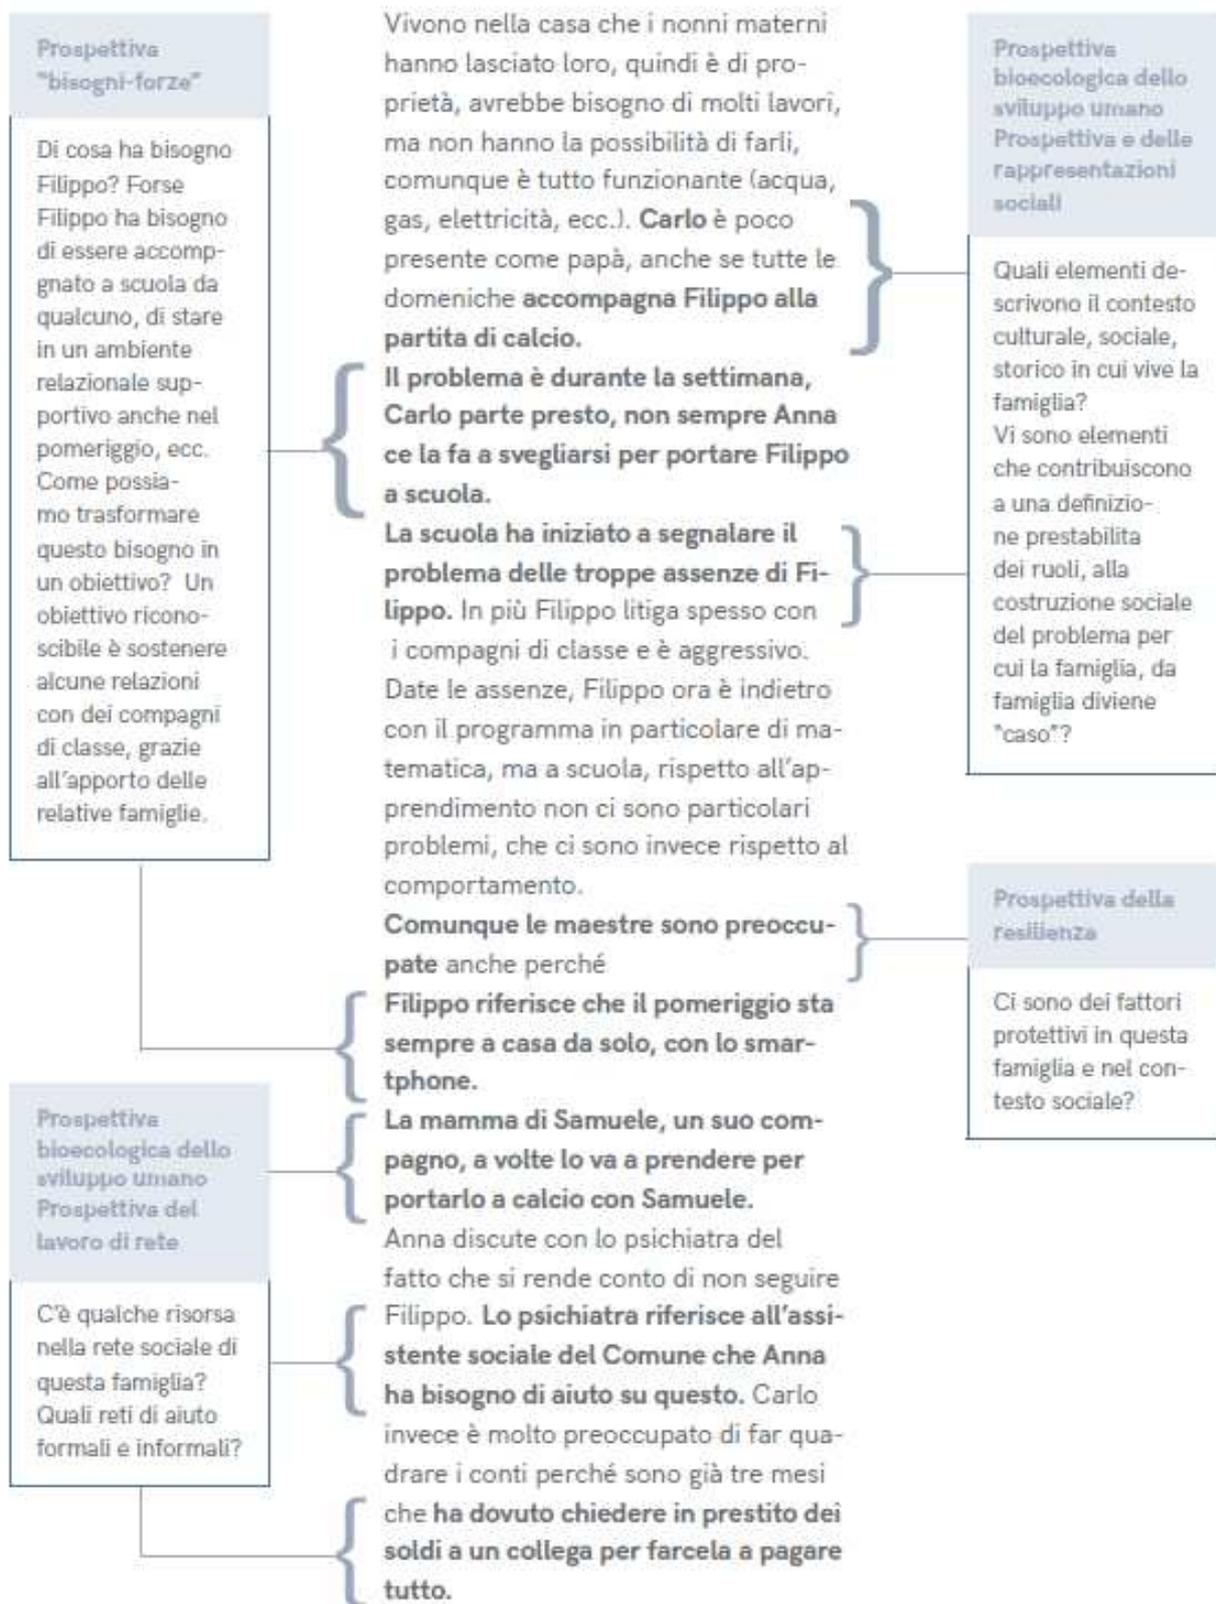 Prospettiva
"bisogni-forze"
Di cosa ha bisogno
Filippo? Forse
Filippo ha bisogno
di essere accomp-
gnato a scuola da
qualcuno, di stare
in un ambiente
relazionale sup-
portivo anche nel
pomeriggio, ecc.
Come possia-
mo trasformare
questo bisogno in
un obiettivo? Un
obiettivo ricono-
scibile è sostenere
alcune relazioni
con dei compagni
di classe, grazie
all'apporto delle
relative famiglie.
Prospettiva
bioecologica dello
sviluppo umano
Prospettiva del
lavoro di rete
C'è qualche risorsa
nella rete sociale di
questa famiglia?
Quali reti di aiuto
formali e informali?
Vivono nella casa che i nonni materni
hanno lasciato loro, quindi è di pro-
prietà, avrebbe bisogno di molti lavori,
ma non hanno la possibilità di farli,
comunque è tutto funzionante (acqua,
gas, elettricità, ecc.). Carlo è poco
presente come papà, anche se tutte le
domeniche accompagna Filippo alla
partita di calcio.
Il problema è durante la settimana,
Carlo parte presto, non sempre Anna
ce la fa a svegliarsi per portare Filippo
a scuola.
La scuola ha iniziato a segnalare il
problema delle troppe assenze di Fi-
lippo. In più Filippo litiga spesso con
i compagni di classe e è aggressivo.
Date le assenze, Filippo ora è indietro
con il programma in particolare di ma-
tematica, ma a scuola, rispetto all'ap-
prendimento non ci sono particolari
problemi, che ci sono invece rispetto al
comportamento.
Comunque le maestre sono preoccu-
pate anche perché
Filippo riferisce che il pomeriggio sta
sempre a casa da solo, con lo smar-
tphone.
La mamma di Samuele, un suo com-
pagno, a volte lo va a prendere per
portarlo a calcio con Samuele.
Anna discute con lo psichiatra del
fatto che si rende conto di non seguire
Filippo. Lo psichiatra riferisce all'assi-
stente sociale del Comune che Anna
ha bisogno di aiuto su questo. Carlo
invece è molto preoccupato di far qua-
drare i conti perché sono già tre mesi
che ha dovuto chiedere in prestito dei
soldi a un collega per farcela a pagare
tutto.
Prospettiva
bioecologica dello
sviluppo umano
Prospettiva e delle
rappresentazioni
sociali
Quali elementi de-
scrivono il contesto
culturale, sociale,
storico in cui vive la
famiglia?
Vi sono elementi
che contribuiscono
a una definizio-
ne prestabilita
dei ruoli, alla
costruzione sociale
del problema per
cui la famiglia, da
famiglia diviene
"caso"?
Prospettiva della
resilienza
Ci sono dei fattori
protettivi in questa
famiglia e nel con-
testo sociale?